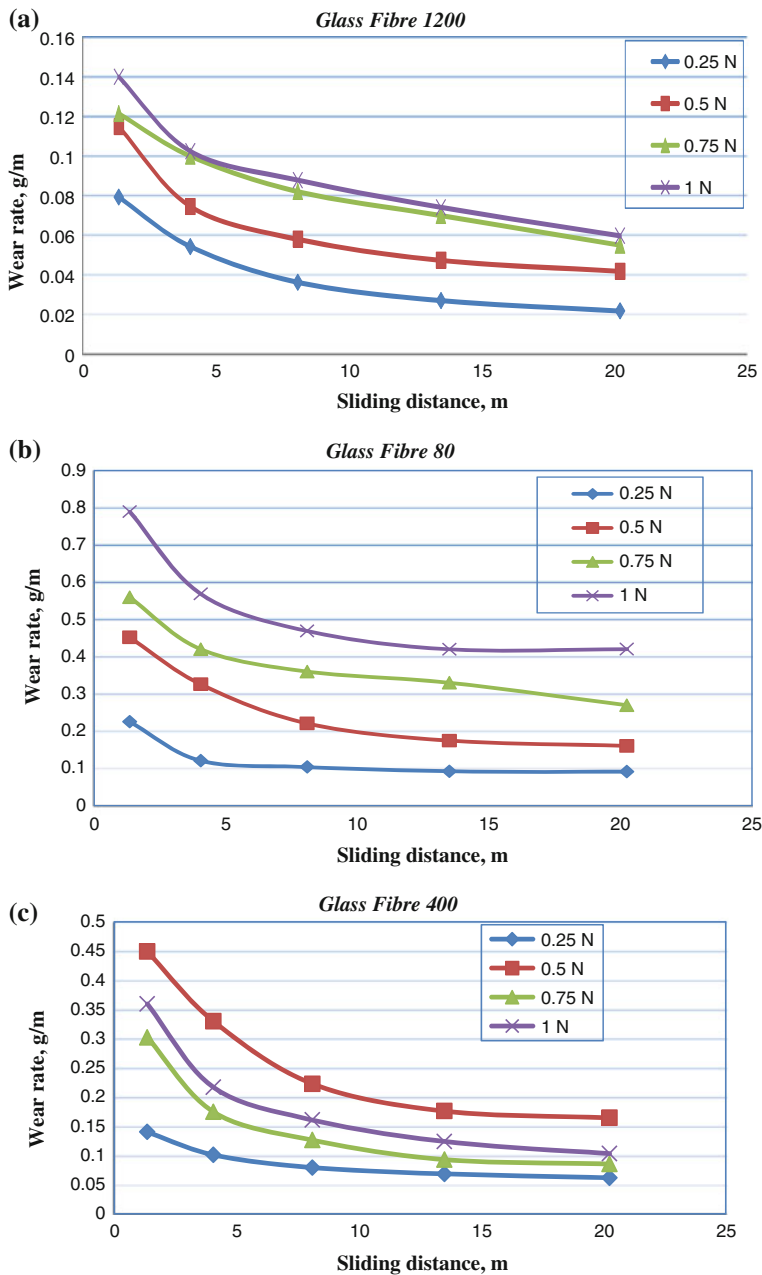 (a)
Glass Fibre 1200
Wear rate, g/m
0.16
0.14
0.12
0.1
0.08
0.06
0.04
0.02
0
0 5 10 15 20 25
Sliding distance, m
0.25 N
0.5 N
0.75 N
1 N
(b)
Glass Fibre 80
Wear rate, g/m
0.9
0.8
0.7
0.6
0.5
0.4
0.3
0.2
0.1
0
0 5 10 15 20 25
Sliding distance, m
0.25 N
0.5 N
0.75 N
1 N
(c)
Glass Fibre 400
Wear rate, g/m
0.5
0.45
0.4
0.35
0.3
0.25
0.2
0.15
0.1
0.05
0
0 5 10 15 20 25
Sliding distance, m
0.25 N
0.5 N
0.75 N
1 N